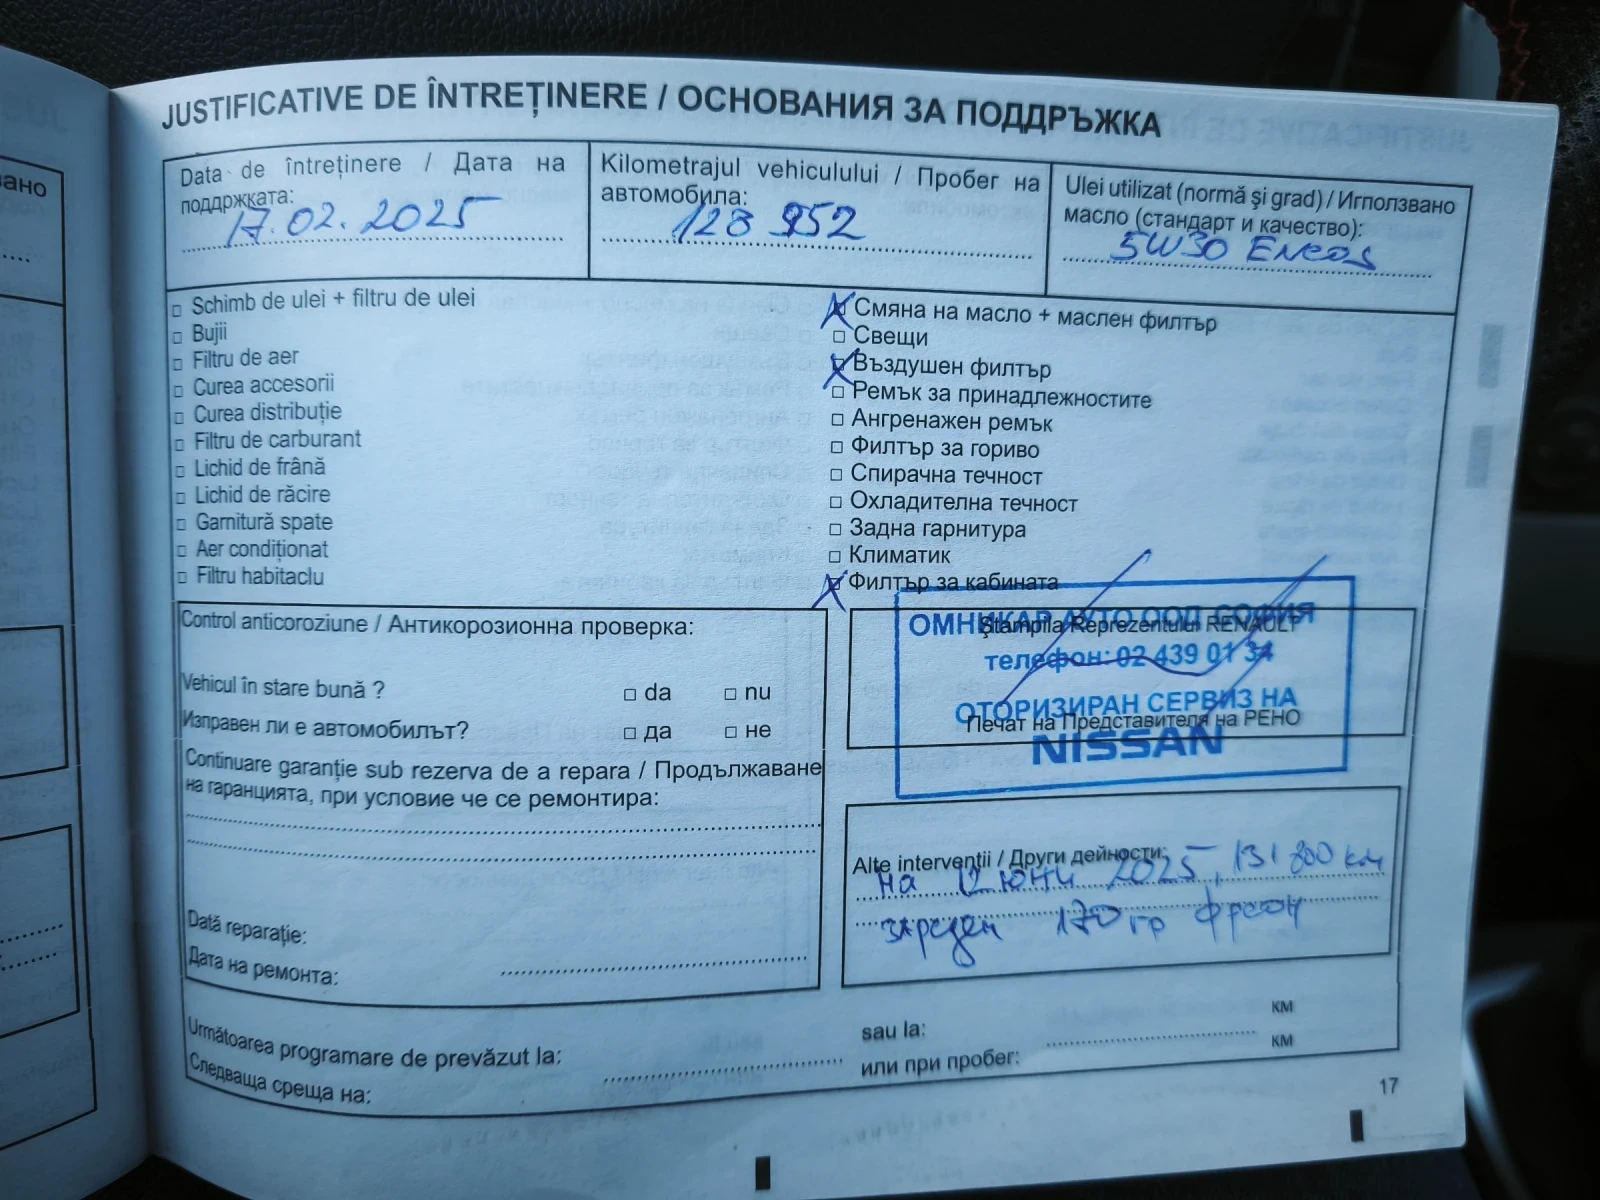 JUSTIFICATIVE DE ÎNTREȚINERE / ОСНОВАНИЯ ЗА ПОДДРЪЖКА
Data de întreținere / Дата на
поддржката:
17.02.2025
Kilometrajul vehiculului / Пробег на
автомобила:
128 952
Ulei utilizat (normă şi grad) / Игползвано
масло (стандарт и качество):
5W30 Eneos
Schimb de ulei + filtru de ulei
Bujii
Filtru de aer
Curea accesorii
Curea distribuție
Filtru de carburant
Lichid de frână
Lichid de răcire
Garnitură spate
Aer condiționat
Filtru habitaclu
X Смяна на масло + маслен филтър
Свещи
X Въздушен филтър
Ремък за принадлежностите
Ангренажен ремък
Филтър за гориво
Спирачна течност
Охладителна течност
Задна гарнитура
Климатик
X Филтър за кабината
Control anticoroziune / Антикорозионна проверка:
Vehicul în stare bună ? da nu
Изправен ли е автомобилът? да не
Continuare garanție sub rezerva de a repara / Продължаване
на гаранцията, при условие че се ремонтира:
Dată reparație:
Дата на ремонта:
ОМНИКАР АУТО ООД СОФИЯ
Ştampila Reprezentului RENAULT
телефон: 02 439 01 34
ОТОРИЗИРАН СЕРВИЗ НА
Печат на Представителя на РЕНО
NISSAN
Alte intervenții / Други дейности:
на 12 юни 2025, 131 800 км
зареден 170 гр фреон
Următoarea programare de prevăzut la:
Следваща среща на:
sau la: км
или при пробег: км
17
вано